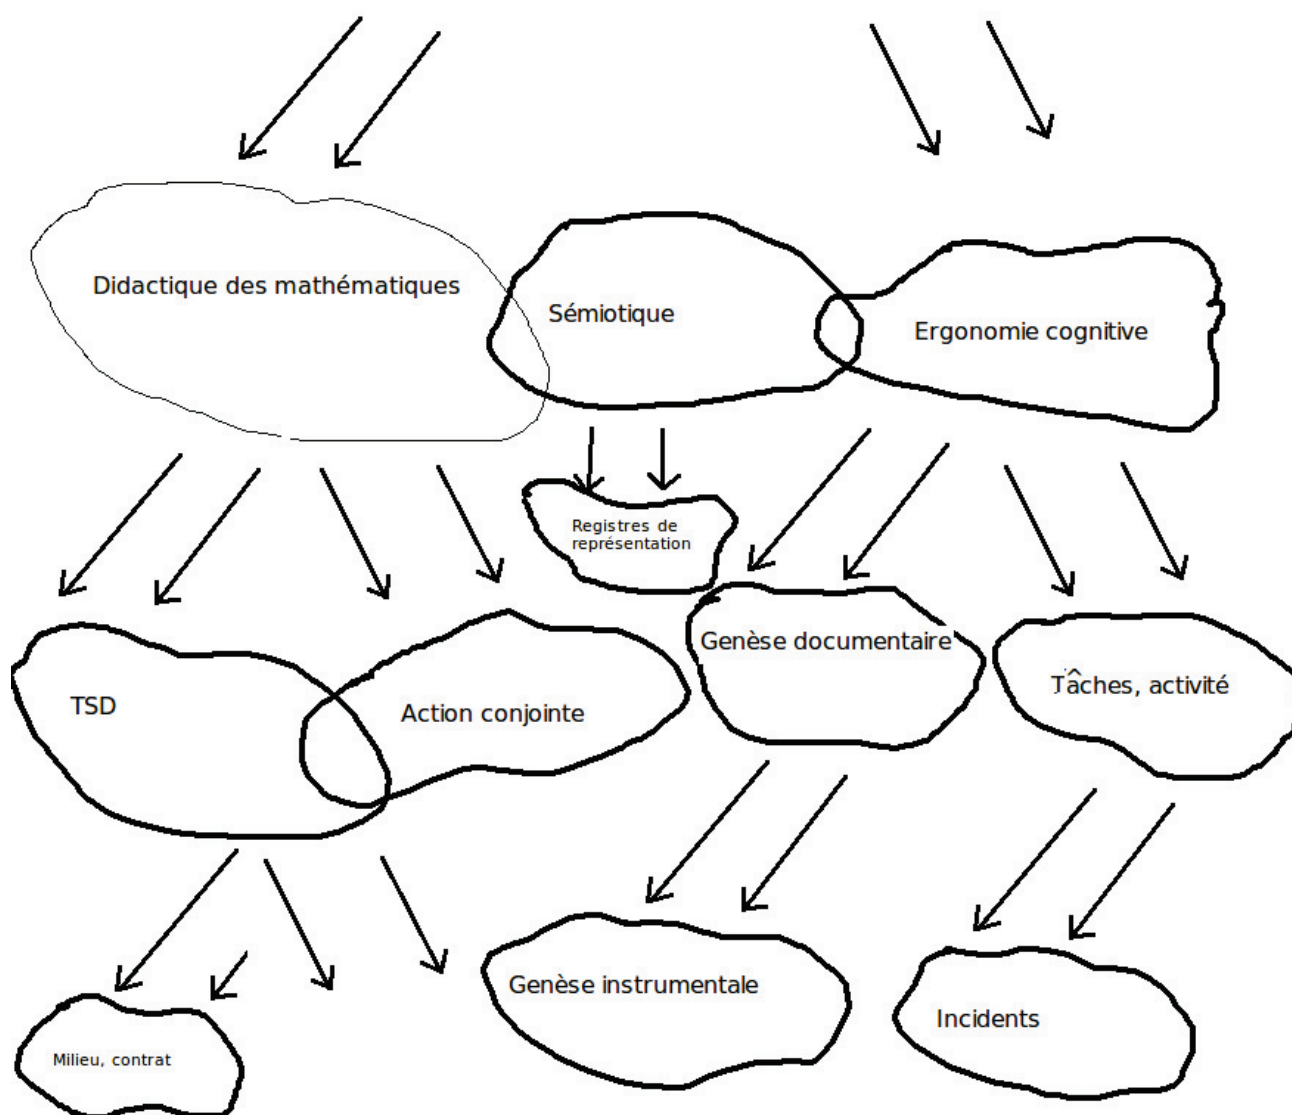 Didactique des mathématiques
Sémiotique
Ergonomie cognitive
Registres de
représentation
Genèse documentaire
Tâches, activité
TSD
Action conjointe
Genèse instrumentale
Incidents
Milieu, contrat